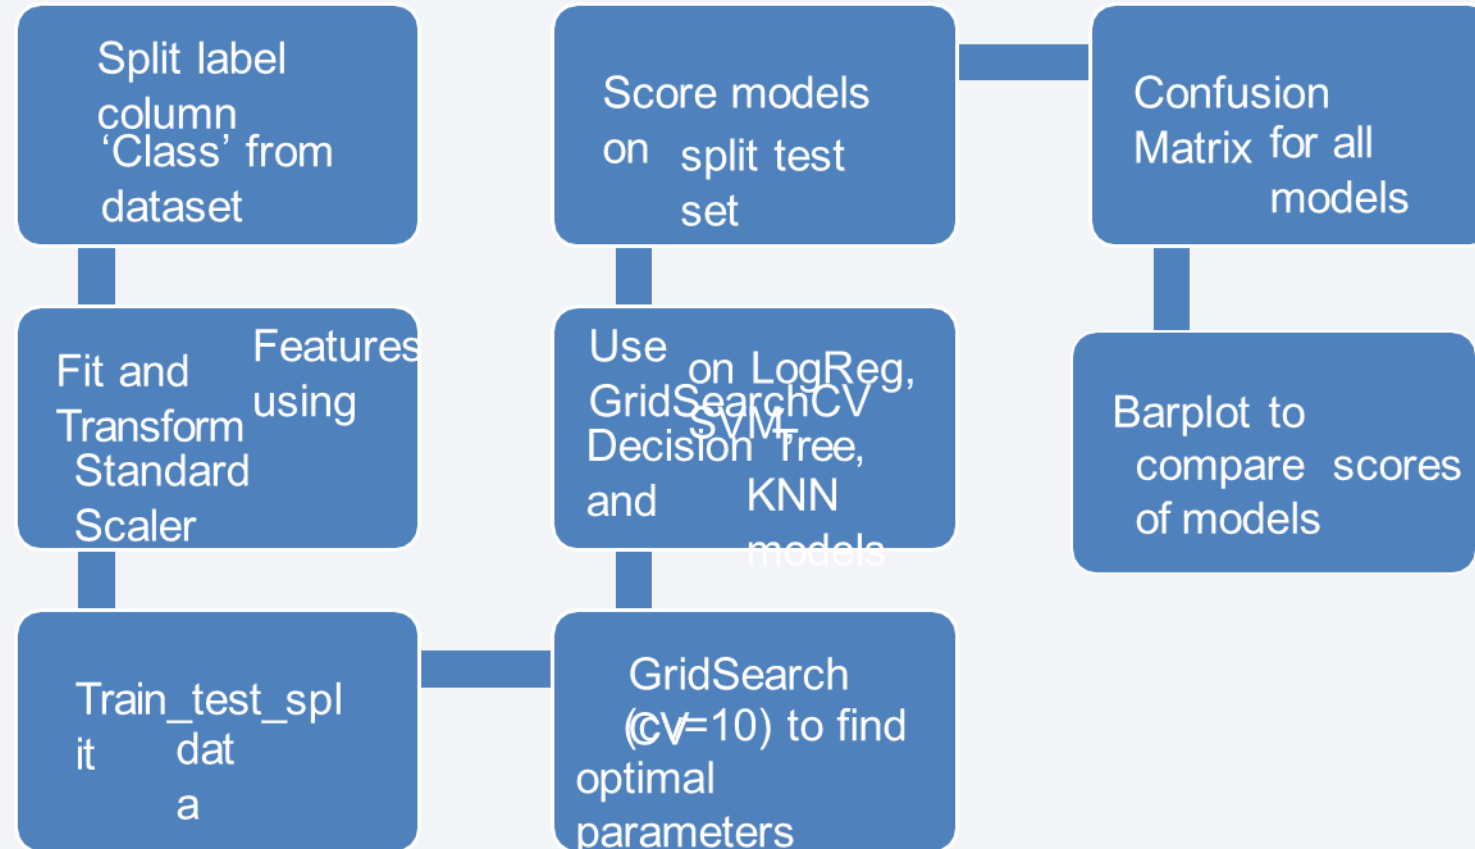 Split label
column
‘Class’ from
dataset
Fit and
Transform
Features
using
Standard
Scaler
Train_test_spl
it
dat
a
GridSearch
CV
(cv=10) to find
optimal
parameters
Use
GridSearchCV
on LogReg,
SVM,
Decision Tree,
and
KNN
models
Score models
on
split test
set
Confusion
Matrix
for all
models
Barplot to
compare scores
of models